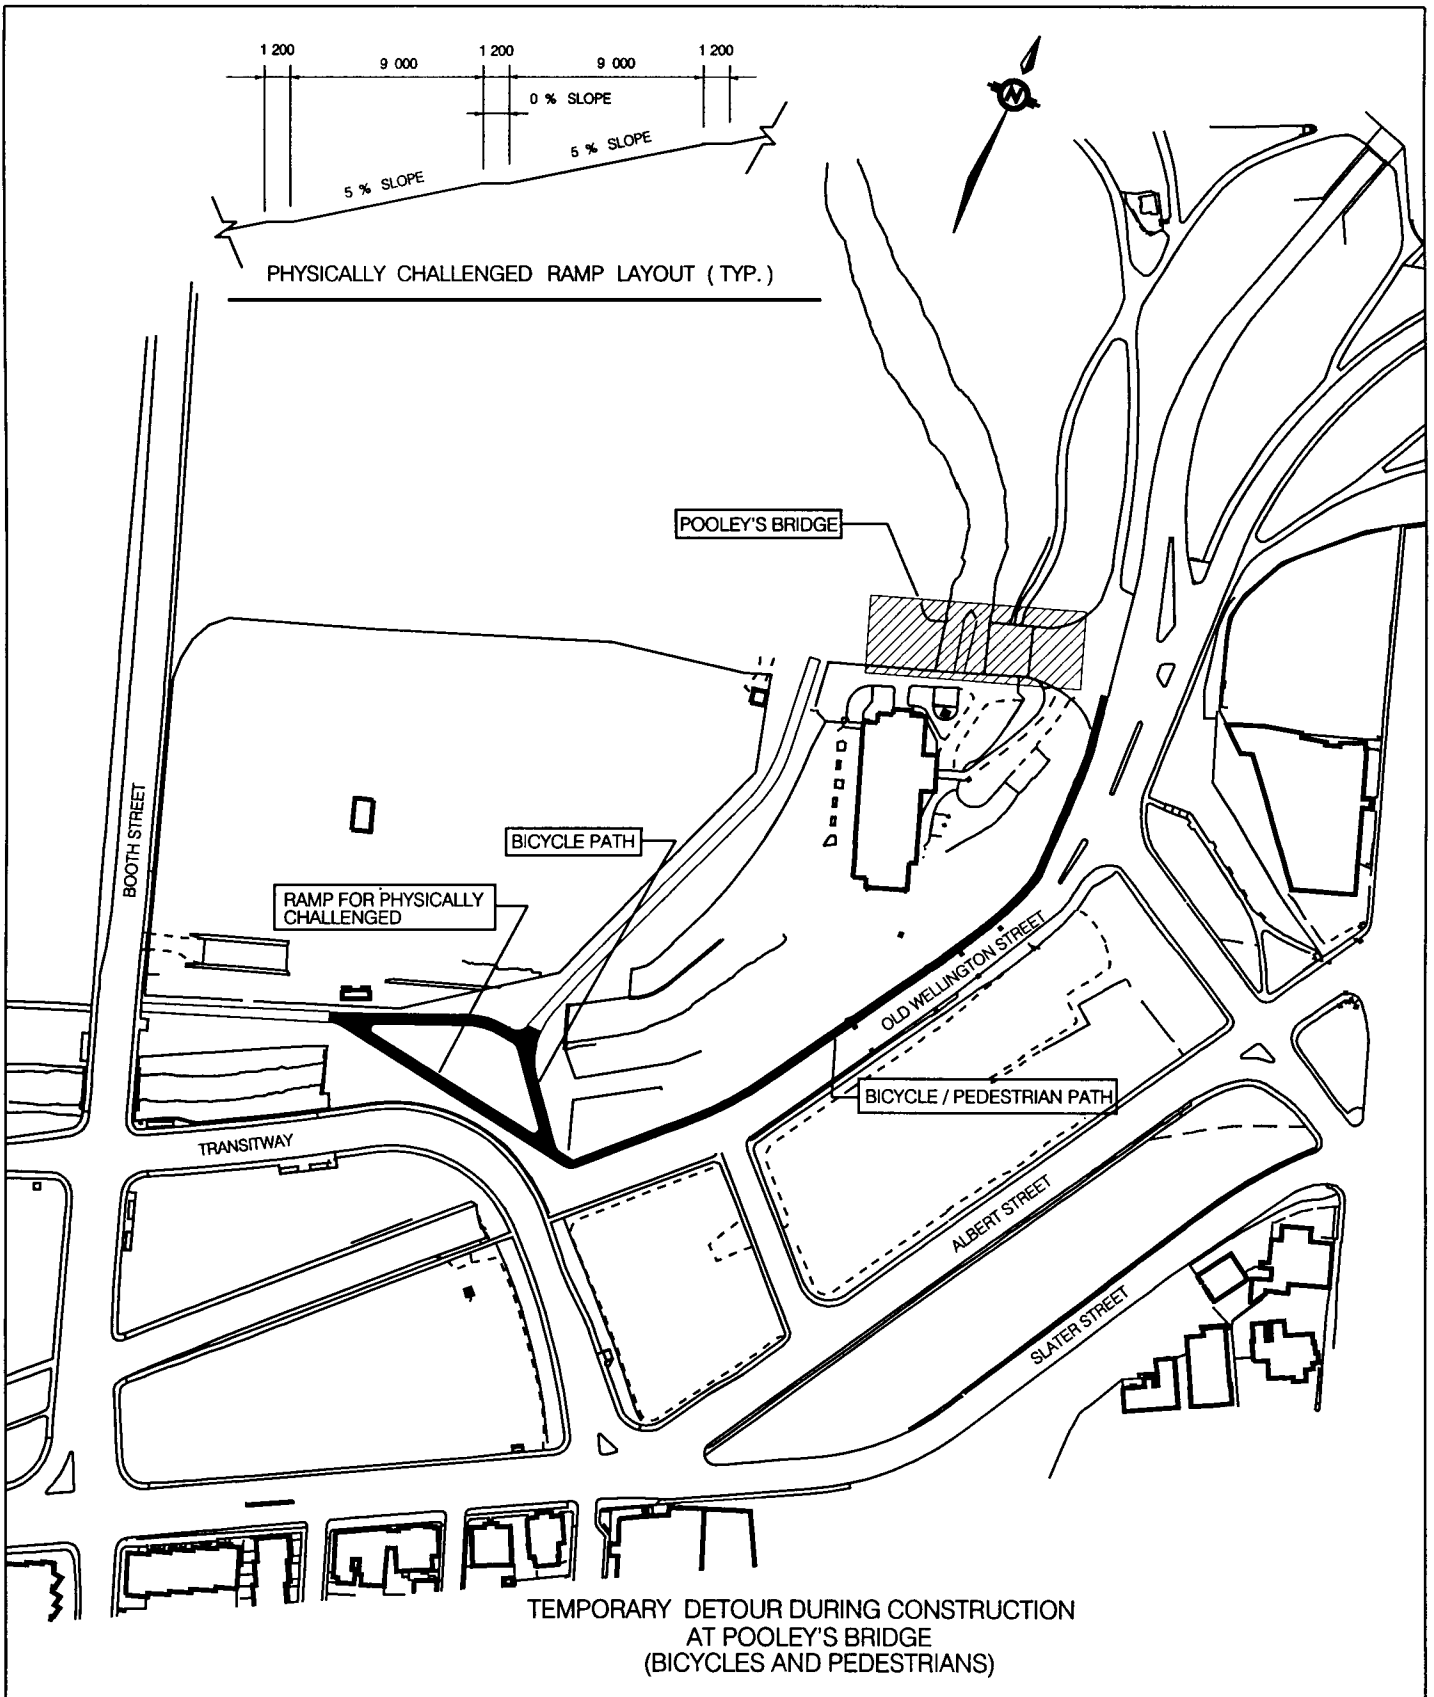 1 200
9 000
1 200
9 000
1 200
0 % SLOPE
5 % SLOPE
5 % SLOPE
N
PHYSICALLY CHALLENGED RAMP LAYOUT ( TYP. )
POOLEY'S BRIDGE
BOOTH STREET
BICYCLE PATH
RAMP FOR PHYSICALLY
CHALLENGED
OLD WELLINGTON STREET
BICYCLE / PEDESTRIAN PATH
TRANSITWAY
ALBERT STREET
SLATER STREET
TEMPORARY DETOUR DURING CONSTRUCTION
AT POOLEY'S BRIDGE
(BICYCLES AND PEDESTRIANS)